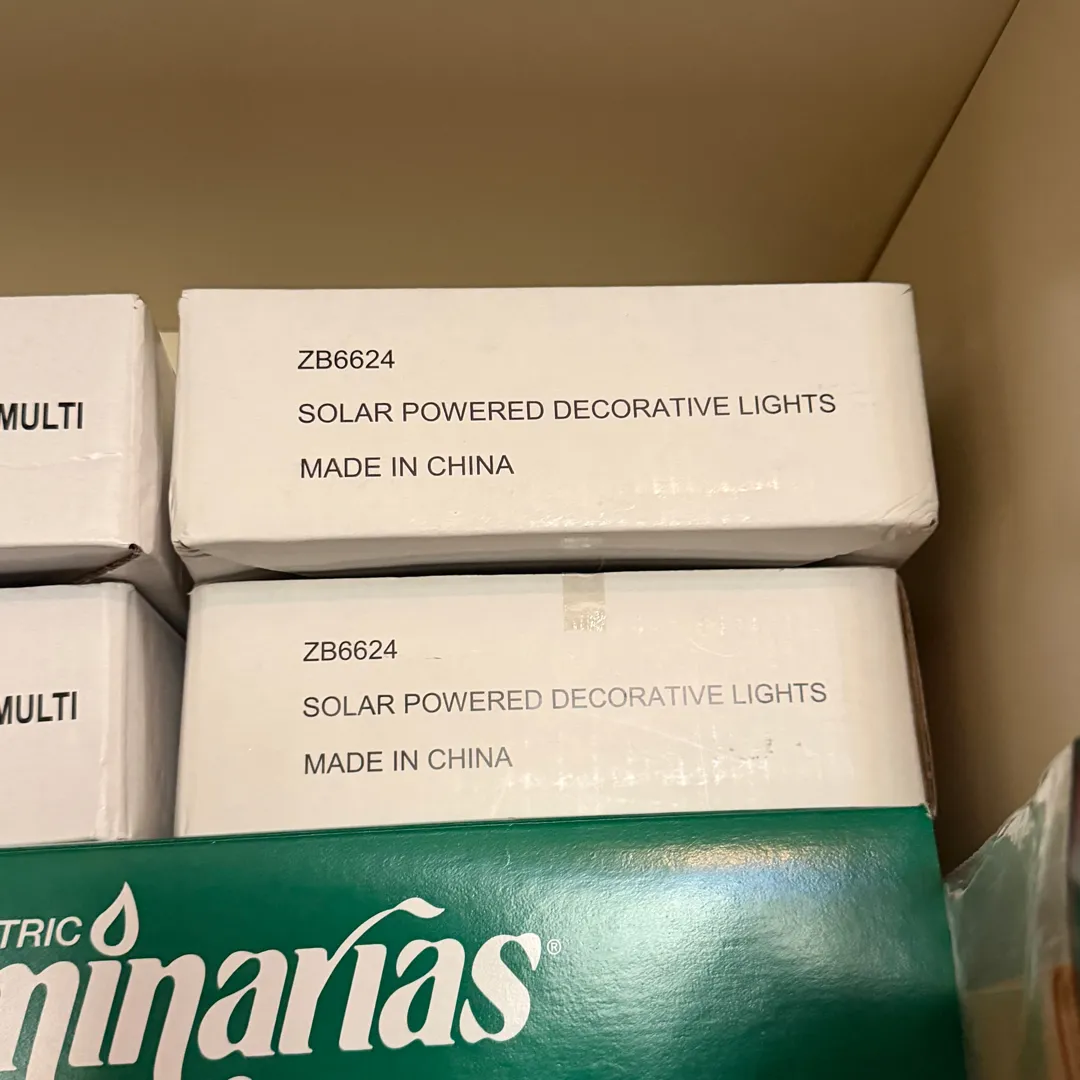 MULTI
ZB6624
SOLAR POWERED DECORATIVE LIGHTS
MADE IN CHINA
MULTI
ZB6624
SOLAR POWERED DECORATIVE LIGHTS
MADE IN CHINA
TRIC
minarias®